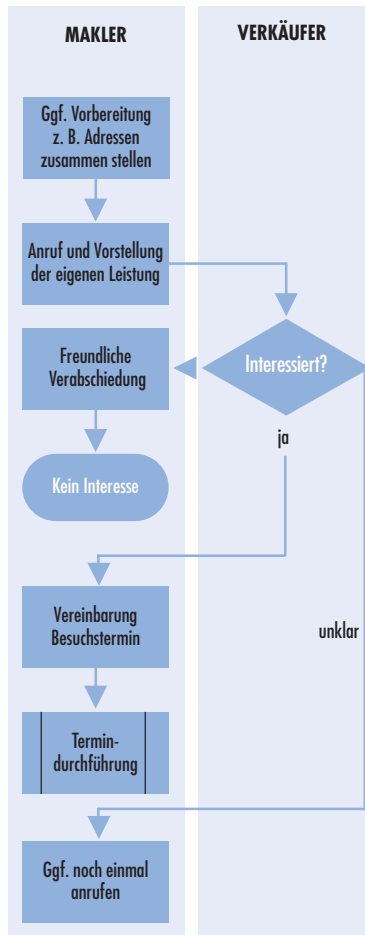 MAKLER
VERKÄUFER
Ggf. Vorbereitung
z. B. Adressen
zusammen stellen
Anruf und Vorstellung
der eigenen Leistung
Interessiert?
Freundliche
Verabschiedung
ja
Kein Interesse
Vereinbarung
Besuchstermin
unklar
Termin-
durchführung
Ggf. noch einmal
anrufen